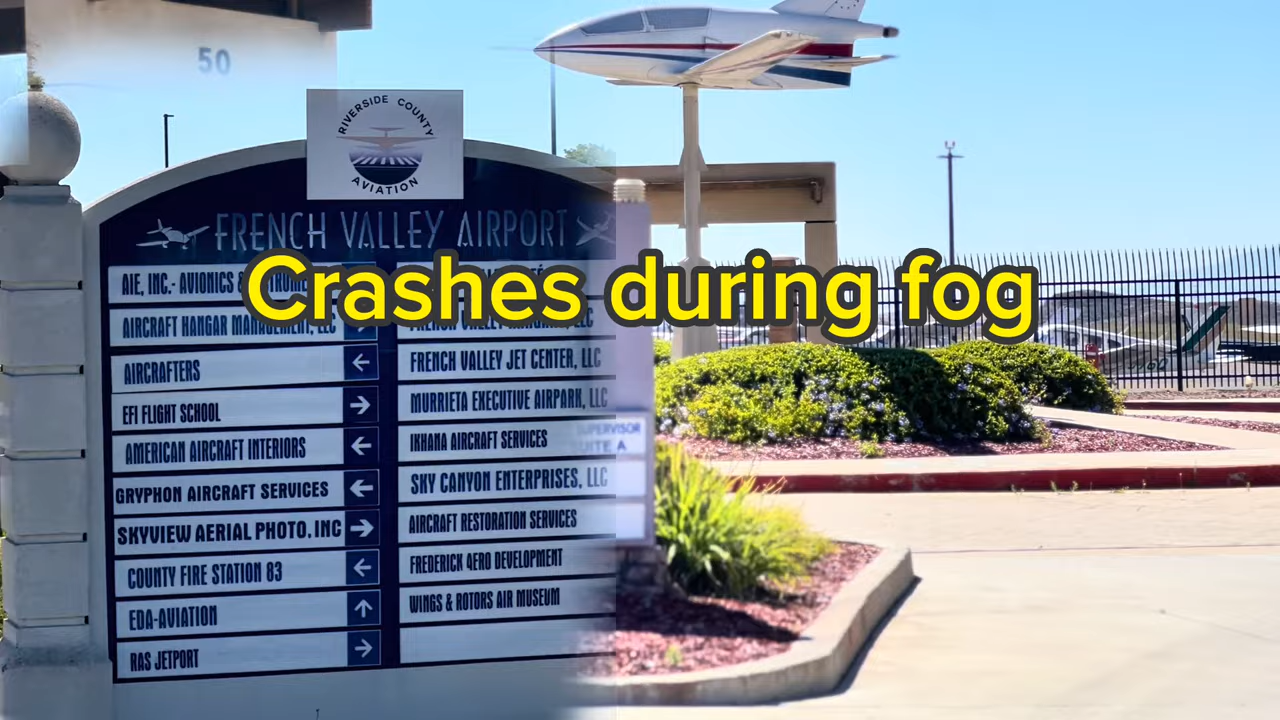 50
RIVERSIDE COUNTY
AVIATION
FRENCH VALLEY AIRPORT
Crashes during fog
AIE, INC.- AVIONICS &
AIRCRAFT HANGAR MANAGEMENT, LLC
AIRCRAFTERS
EFI FLIGHT SCHOOL
AMERICAN AIRCRAFT INTERIORS
GRYPHON AIRCRAFT SERVICES
SKYVIEW AERIAL PHOTO, INC
COUNTY FIRE STATION 83
EDA-AVIATION
RAS JETPORT
FRENCH VALLEY JET CENTER, LLC
MURRIETA EXECUTIVE AIRPARK, LLC
IKHANA AIRCRAFT SERVICES
SKY CANYON ENTERPRISES, LLC
AIRCRAFT RESTORATION SERVICES
FREDERICK AERO DEVELOPMENT
WINGS & ROTORS AIR MUSEUM
SUPERVISOR
SUITE A